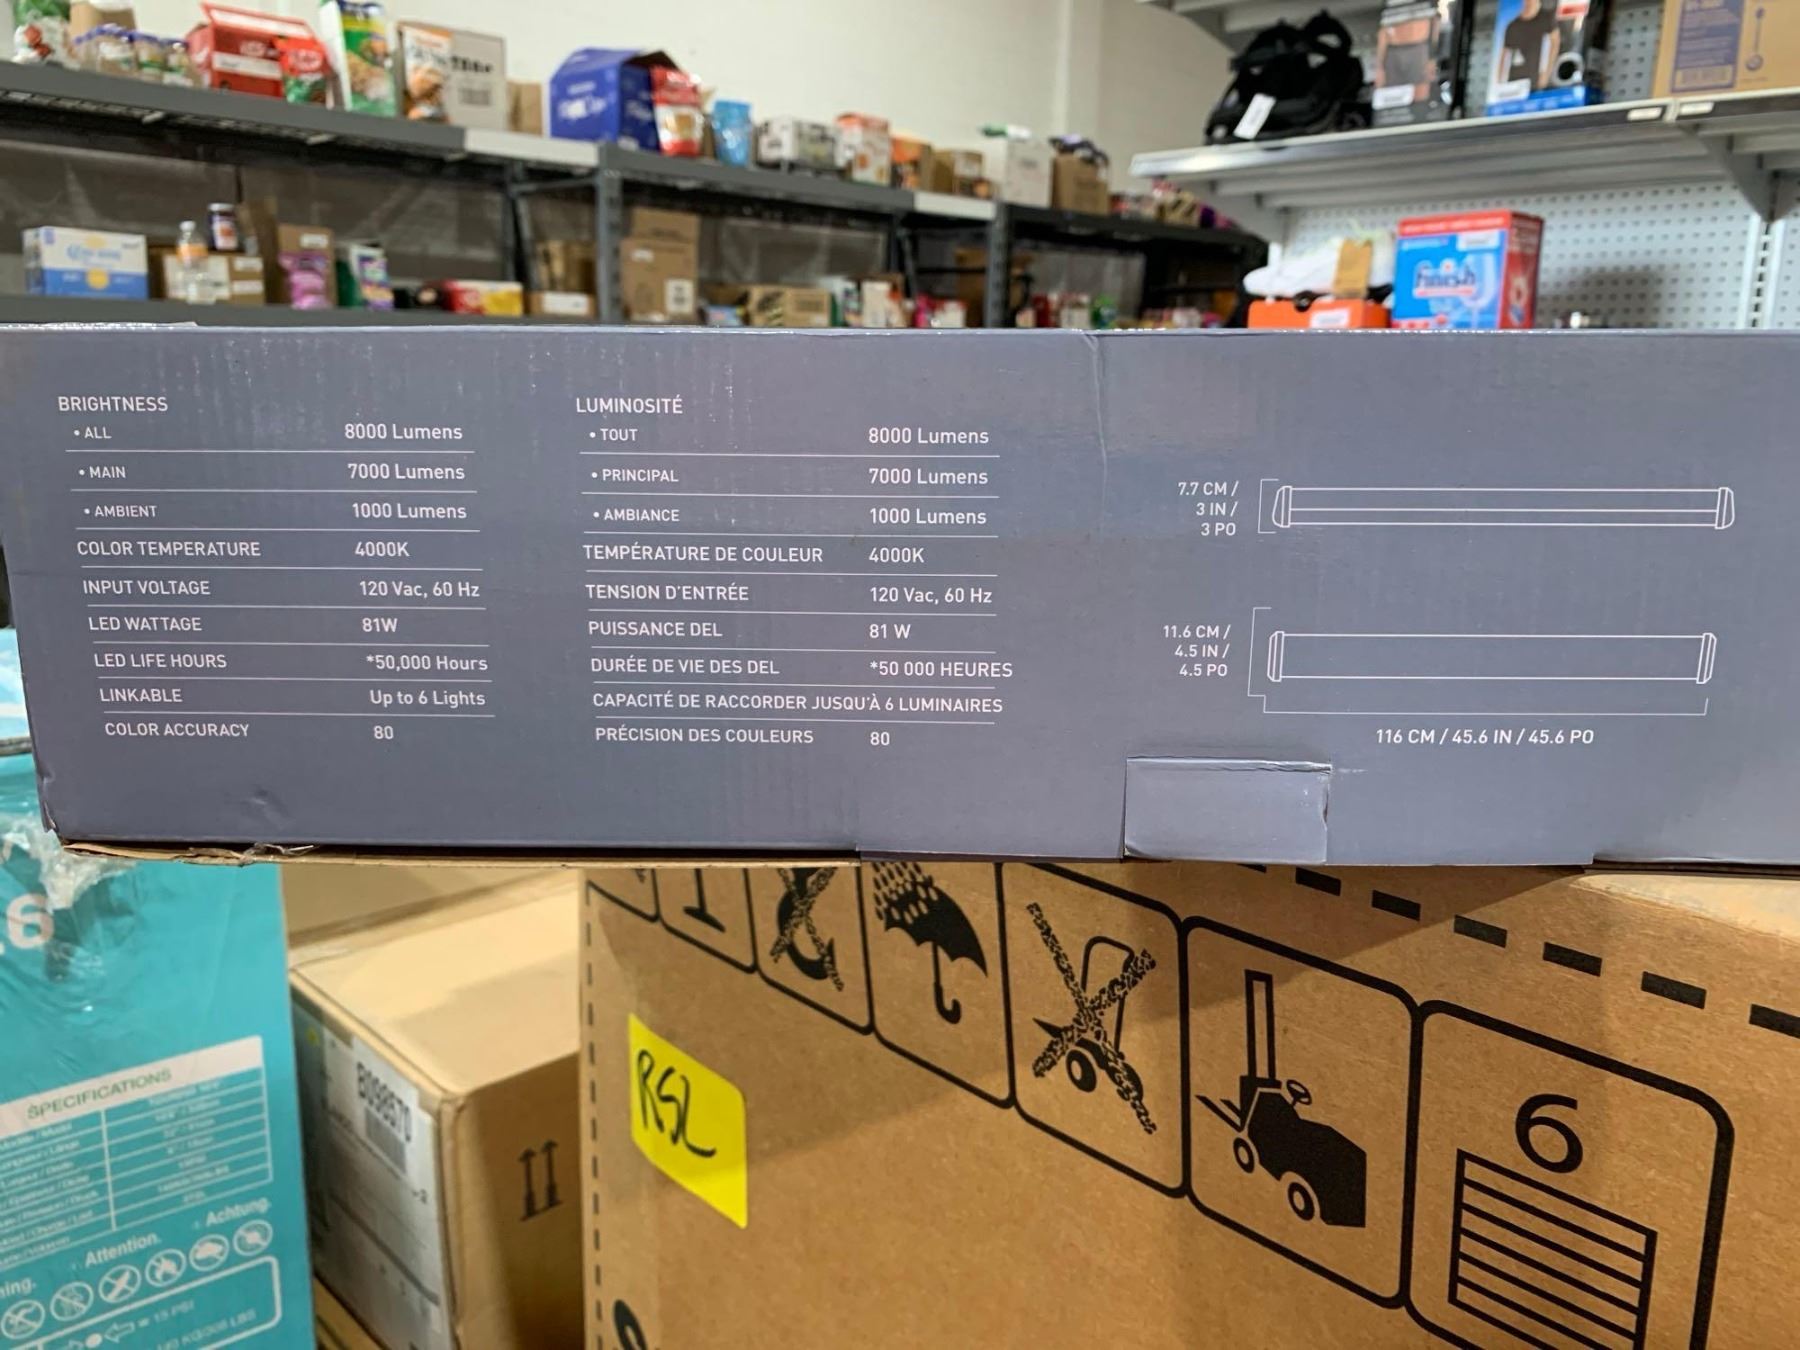 Finish
BRIGHTNESS
• ALL 8000 Lumens
• MAIN 7000 Lumens
• AMBIENT 1000 Lumens
COLOR TEMPERATURE 4000K
INPUT VOLTAGE 120 Vac, 60 Hz
LED WATTAGE 81W
LED LIFE HOURS *50,000 Hours
LINKABLE Up to 6 Lights
COLOR ACCURACY 80
LUMINOSITÉ
• TOUT 8000 Lumens
• PRINCIPAL 7000 Lumens
• AMBIANCE 1000 Lumens
TEMPÉRATURE DE COULEUR 4000K
TENSION D'ENTRÉE 120 Vac, 60 Hz
PUISSANCE DEL 81 W
DURÉE DE VIE DES DEL *50 000 HEURES
CAPACITÉ DE RACCORDER JUSQU'À 6 LUMINAIRES
PRÉCISION DES COULEURS 80
7.7 CM /
3 IN /
3 PO
11.6 CM /
4.5 IN /
4.5 PO
116 CM / 45.6 IN / 45.6 PO
SPECIFICATIONS
Achtung.
Attention.
RSL
6